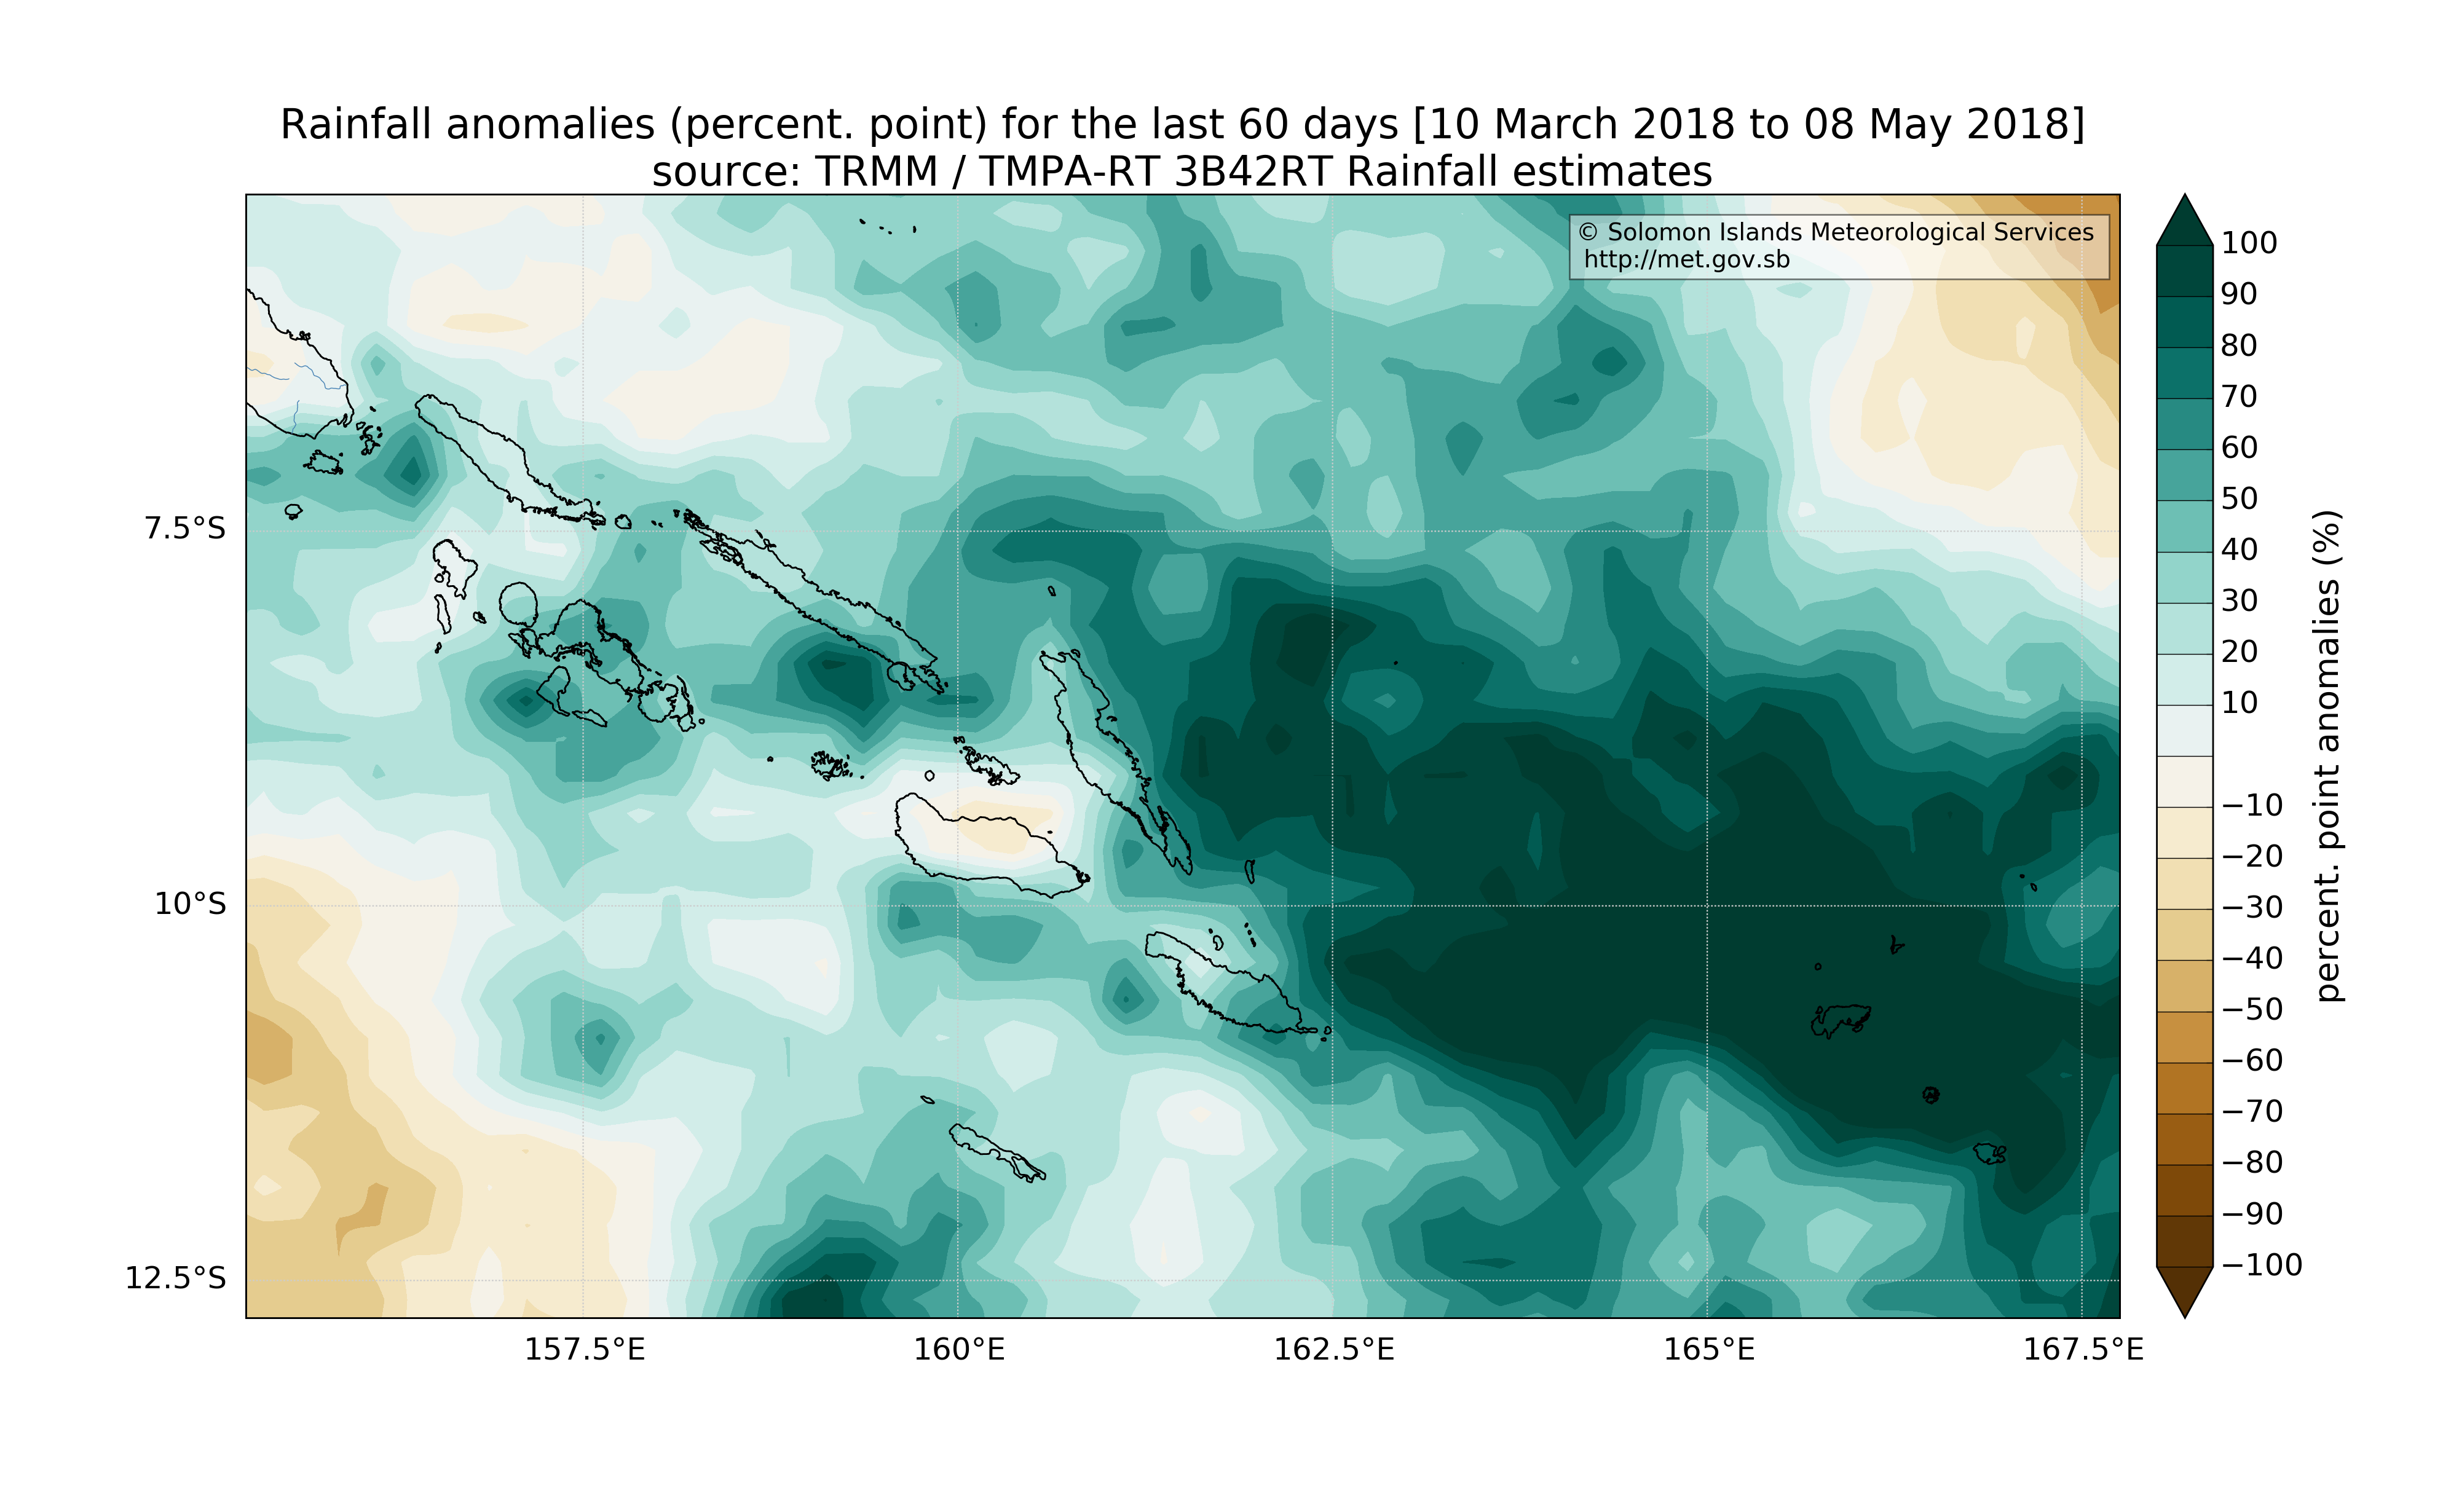 Rainfall anomalies (percent. point) for the last 60 days [10 March 2018 to 08 May 2018]
source: TRMM / TMPA-RT 3B42RT Rainfall estimates
© Solomon Islands Meteorological Services
http://met.gov.sb
7.5°S
10°S
12.5°S
157.5°E
160°E
162.5°E
165°E
167.5°E
100
90
80
70
60
50
40
30
20
10
−10
−20
−30
−40
−50
−60
−70
−80
−90
−100
percent. point anomalies (%)